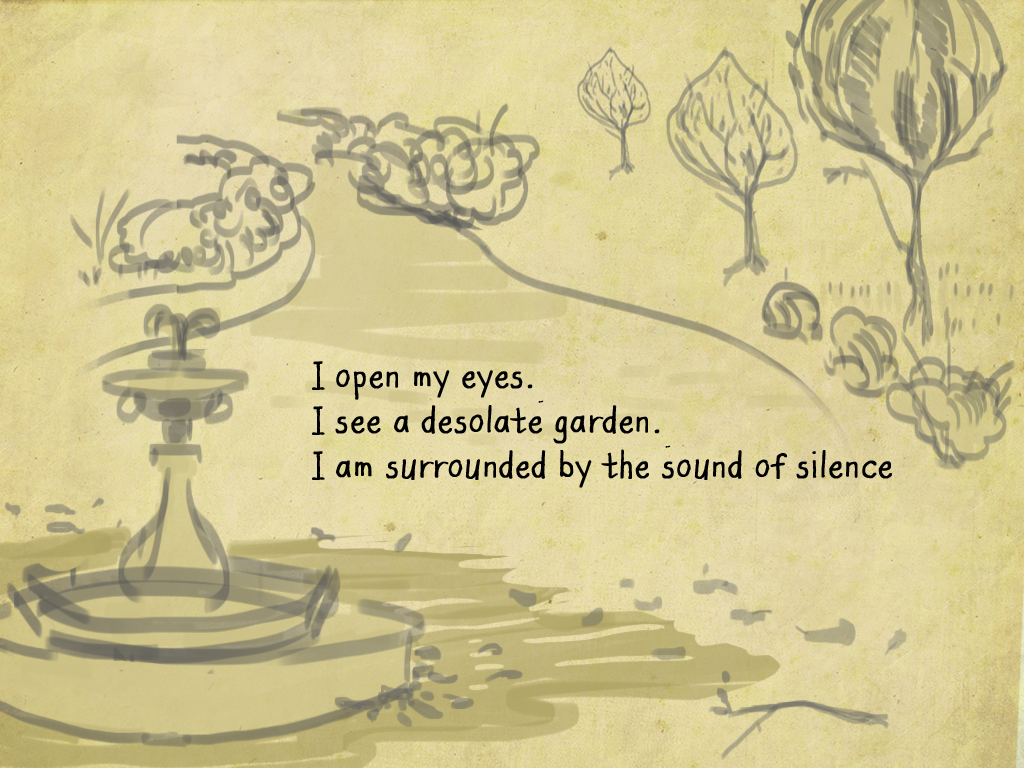 I open my eyes.
I see a desolate garden.
I am surrounded by the sound of silence